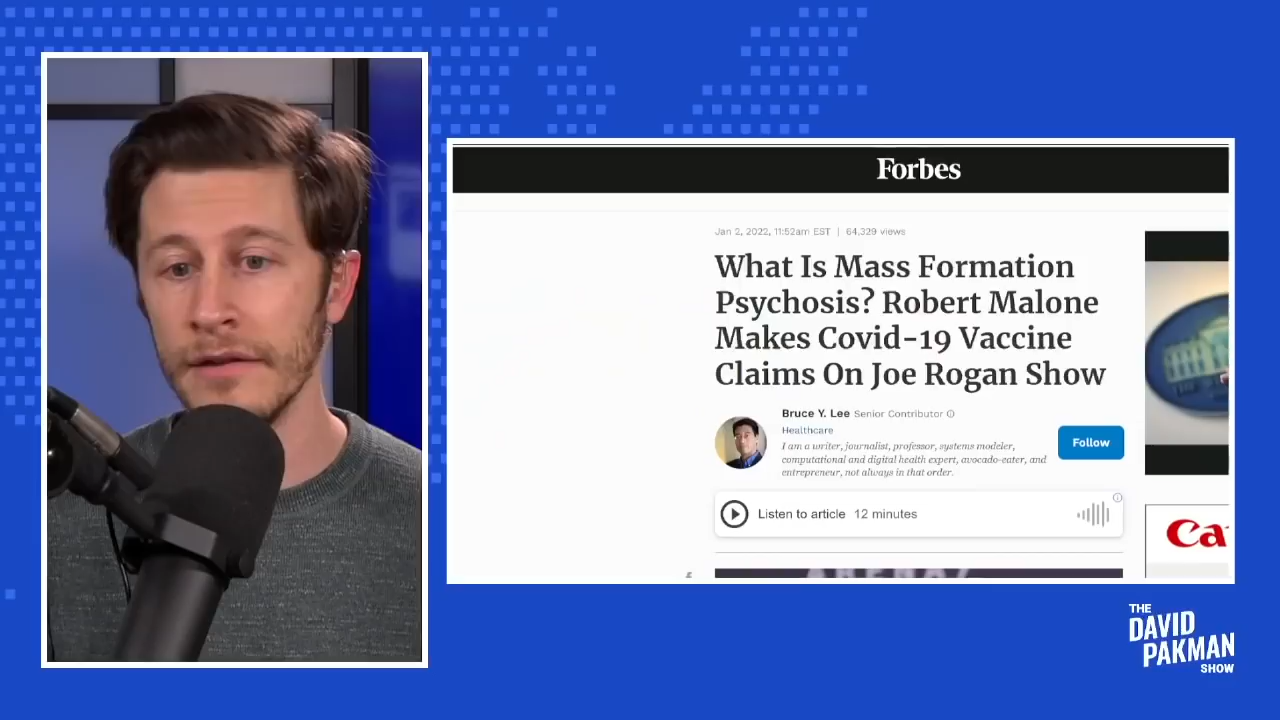 Forbes
Jan 2, 2022, 11:52am EST | 64,329 views
What Is Mass Formation
Psychosis? Robert Malone
Makes Covid-19 Vaccine
Claims On Joe Rogan Show
Bruce Y. Lee Senior Contributor
Healthcare
I am a writer, journalist, professor, systems modeler,
computational and digital health expert, avocado-eater, and
entrepreneur, not always in that order.
Follow
Listen to article 12 minutes
Ca
THE
DAVID
PAKMAN
SHOW